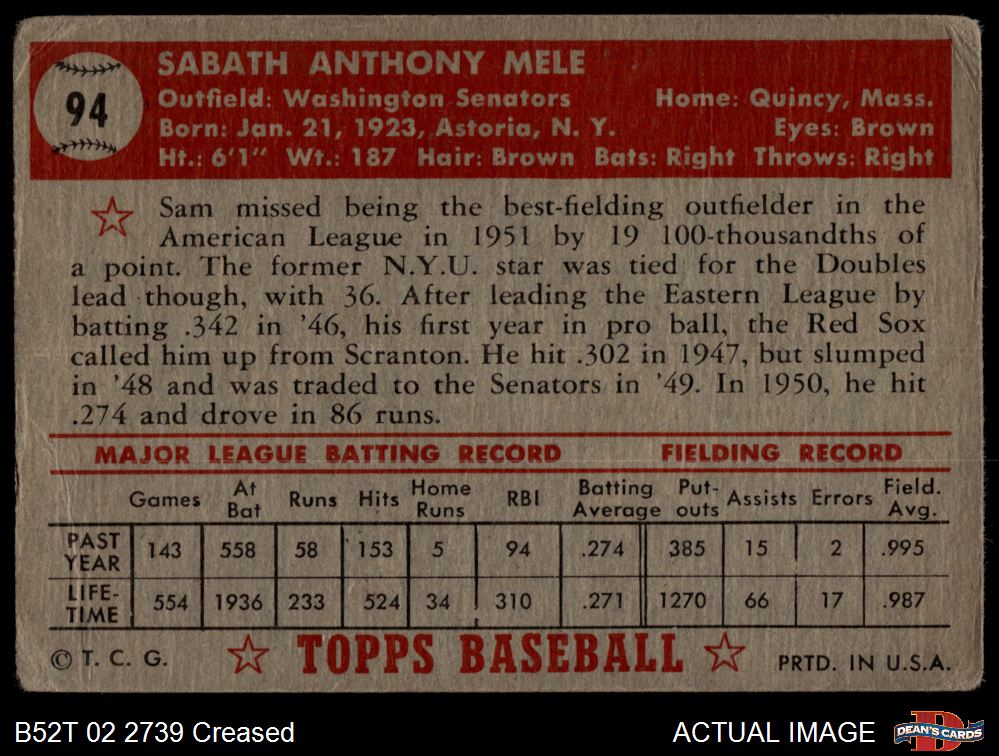 94
SABATH ANTHONY MELE
Outfield: Washington Senators Home: Quincy, Mass.
Born: Jan. 21, 1923, Astoria, N. Y. Eyes: Brown
Ht.: 6'1" Wt.: 187 Hair: Brown Bats: Right Throws: Right
Sam missed being the best-fielding outfielder in the
American League in 1951 by 19 100-thousandths of
a point. The former N.Y.U. star was tied for the Doubles
lead though, with 36. After leading the Eastern League by
batting .342 in '46, his first year in pro ball, the Red Sox
called him up from Scranton. He hit .302 in 1947, but slumped
in '48 and was traded to the Senators in '49. In 1950, he hit
.274 and drove in 86 runs.
MAJOR LEAGUE BATTING RECORD FIELDING RECORD
Games At Bat Runs Hits Home Runs RBI Batting Average Put-outs Assists Errors Field. Avg.
PAST YEAR 143 558 58 153 5 94 .274 385 15 2 .995
LIFE-TIME 554 1936 233 524 34 310 .271 1270 66 17 .987
© T. C. G. TOPPS BASEBALL PRTD. IN U.S.A.
B52T 02 2739 Creased ACTUAL IMAGE DEAN'S CARDS